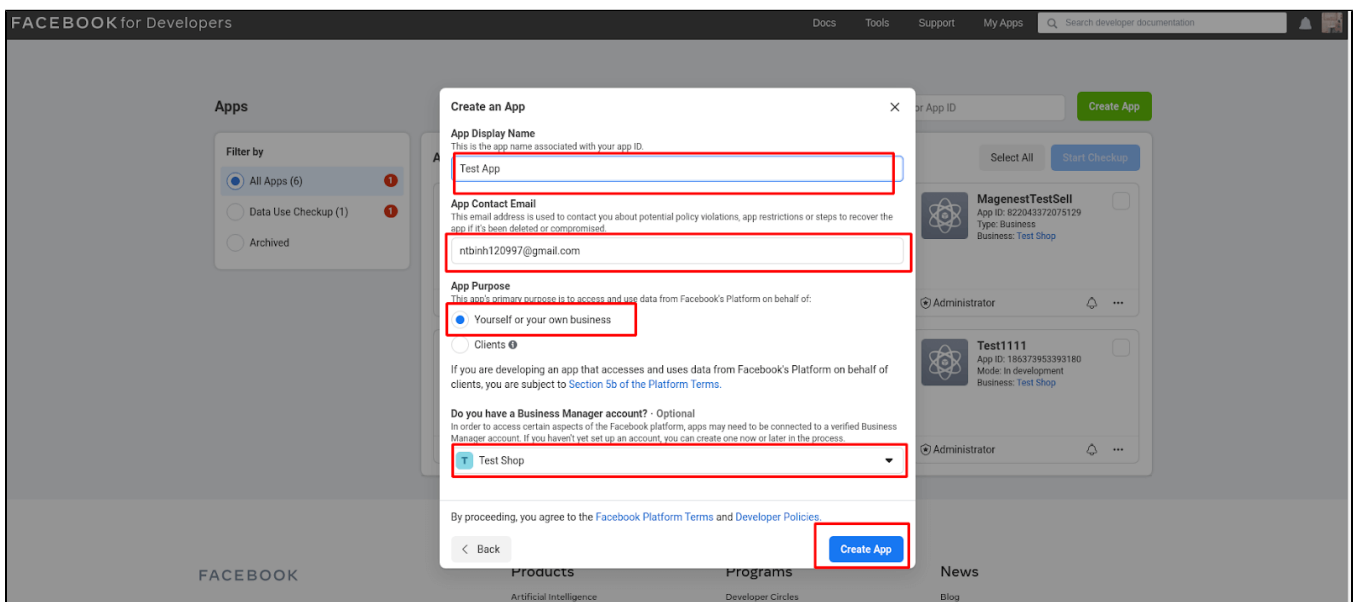 FACEBOOK for Developers
Docs Tools Support My Apps Search developer documentation
Apps
or App ID
Create App
Filter by
All Apps (6) 1
Data Use Checkup (1) 1
Archived
A
Select All
Start Checkup
Create an App
App Display Name
This is the app name associated with your app ID.
Test App
App Contact Email
This email address is used to contact you about potential policy violations, app restrictions or steps to recover the
app if it's been deleted or compromised.
ntbinh120997@gmail.com
App Purpose
This app's primary purpose is to access and use data from Facebook's Platform on behalf of:
Yourself or your own business
Clients
If you are developing an app that accesses and uses data from Facebook's Platform on behalf of
clients, you are subject to Section 5b of the Platform Terms.
Do you have a Business Manager account? · Optional
In order to access certain aspects of the Facebook platform, apps may need to be connected to a verified Business
Manager account. If you haven't yet set up an account, you can create one now or later in the process.
T Test Shop
By proceeding, you agree to the Facebook Platform Terms and Developer Policies.
Back
Create App
MagenestTestSell
App ID: 822043372075129
Type: Business
Business: Test Shop
Administrator
Test1111
App ID: 186373953393180
Mode: In development
Business: Test Shop
Administrator
FACEBOOK
Products
Artificial Intelligence
Programs
Developer Circles
News
Blog